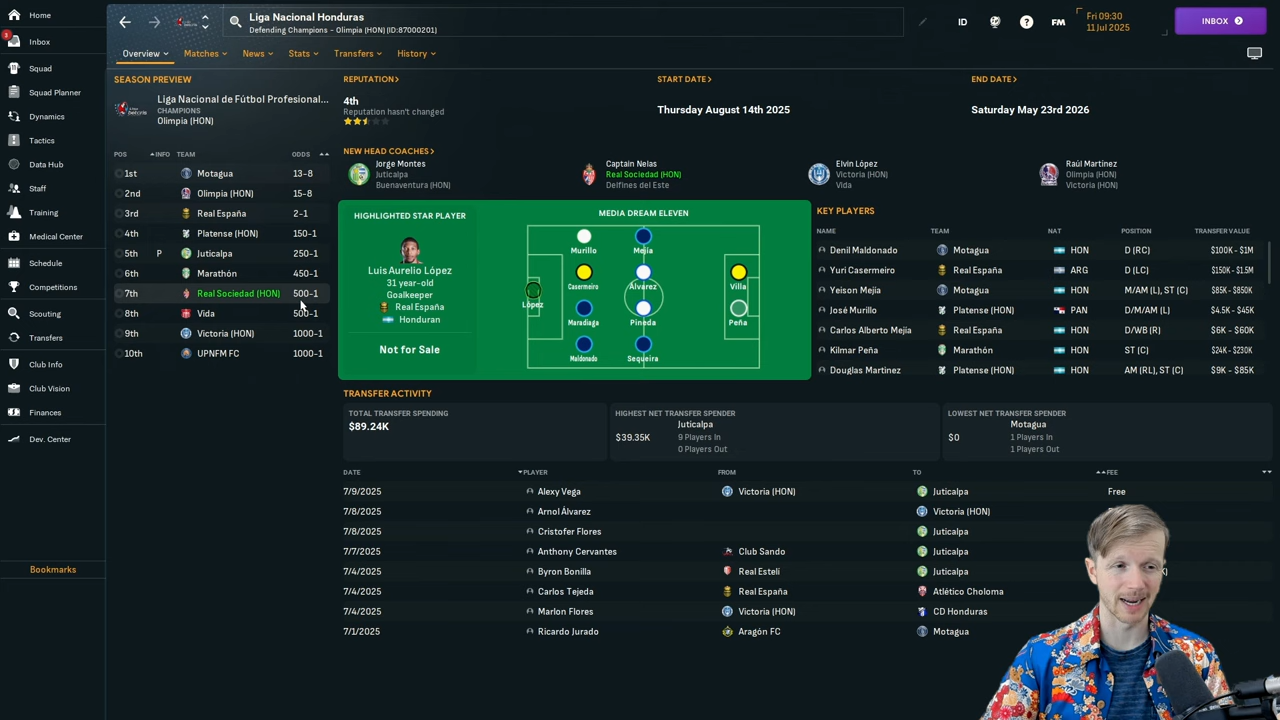 Home
Inbox
3
Squad
Squad Planner
Dynamics
Tactics
Data Hub
Staff
Training
Medical Center
Schedule
Competitions
Scouting
Transfers
Club Info
Club Vision
Finances
Dev. Center
Bookmarks
Liga Nacional Honduras
Defending Champions - Olimpia (HON) (ID:87000201)
ID
?
FM
Fri 09:30
11 Jul 2025
INBOX
Overview
Matches
News
Stats
Transfers
History
SEASON PREVIEW
Liga Nacional de Fútbol Profesional...
CHAMPIONS
Olimpia (HON)
POS INFO TEAM ODDS
1st Motagua 13-8
2nd Olimpia (HON) 15-8
3rd Real España 2-1
4th Platense (HON) 150-1
5th P Juticalpa 250-1
6th Marathón 450-1
7th Real Sociedad (HON) 500-1
8th Vida 500-1
9th Victoria (HON) 1000-1
10th UPNFM FC 1000-1
REPUTATION>
4th
Reputation hasn't changed
START DATE>
Thursday August 14th 2025
END DATE>
Saturday May 23rd 2026
NEW HEAD COACHES >
Jorge Montes
Juticalpa
Buenaventura (HON)
Captain Nelas
Real Sociedad (HON)
Delfines del Este
Elvin López
Victoria (HON)
Vida
Raúl Martínez
Olimpia (HON)
Victoria (HON)
HIGHLIGHTED STAR PLAYER
Luis Aurelio López
31 year-old
Goalkeeper
Real España
Honduran
Not for Sale
MEDIA DREAM ELEVEN
Murillo
Mejía
Casermeiro
Álvarez
Villa
López
Maradiaga
Pineda
Peña
Maldonado
Sequeira
KEY PLAYERS
NAME TEAM NAT POSITION TRANSFER VALUE
Denil Maldonado Motagua HON D (RC) $100K - $1M
Yuri Casermeiro Real España ARG D (LC) $150K - $1.5M
Yeison Mejía Motagua HON M/AM (L), ST (C) $85K - $850K
José Murillo Platense (HON) PAN D/M/AM (L) $4.5K - $45K
Carlos Alberto Mejía Real España HON D/WB (R) $6K - $60K
Kilmar Peña Marathón HON ST (C) $24K - $230K
Douglas Martinez Platense (HON) HON AM (RL), ST (C) $9K - $85K
TRANSFER ACTIVITY
TOTAL TRANSFER SPENDING
$89.24K
HIGHEST NET TRANSFER SPENDER
Juticalpa
$39.35K
9 Players In
0 Players Out
LOWEST NET TRANSFER SPENDER
Motagua
$0
1 Players In
1 Players Out
DATE PLAYER FROM TO FEE
7/9/2025 Alexy Vega Victoria (HON) Juticalpa Free
7/8/2025 Arnol Álvarez Victoria (HON)
7/8/2025 Cristofer Flores Juticalpa
7/7/2025 Anthony Cervantes Club Sando Juticalpa
7/4/2025 Byron Bonilla Real Estelí Juticalpa
7/4/2025 Carlos Tejeda Real España Atlético Choloma
7/4/2025 Marlon Flores Victoria (HON) CD Honduras
7/1/2025 Ricardo Jurado Aragón FC Motagua